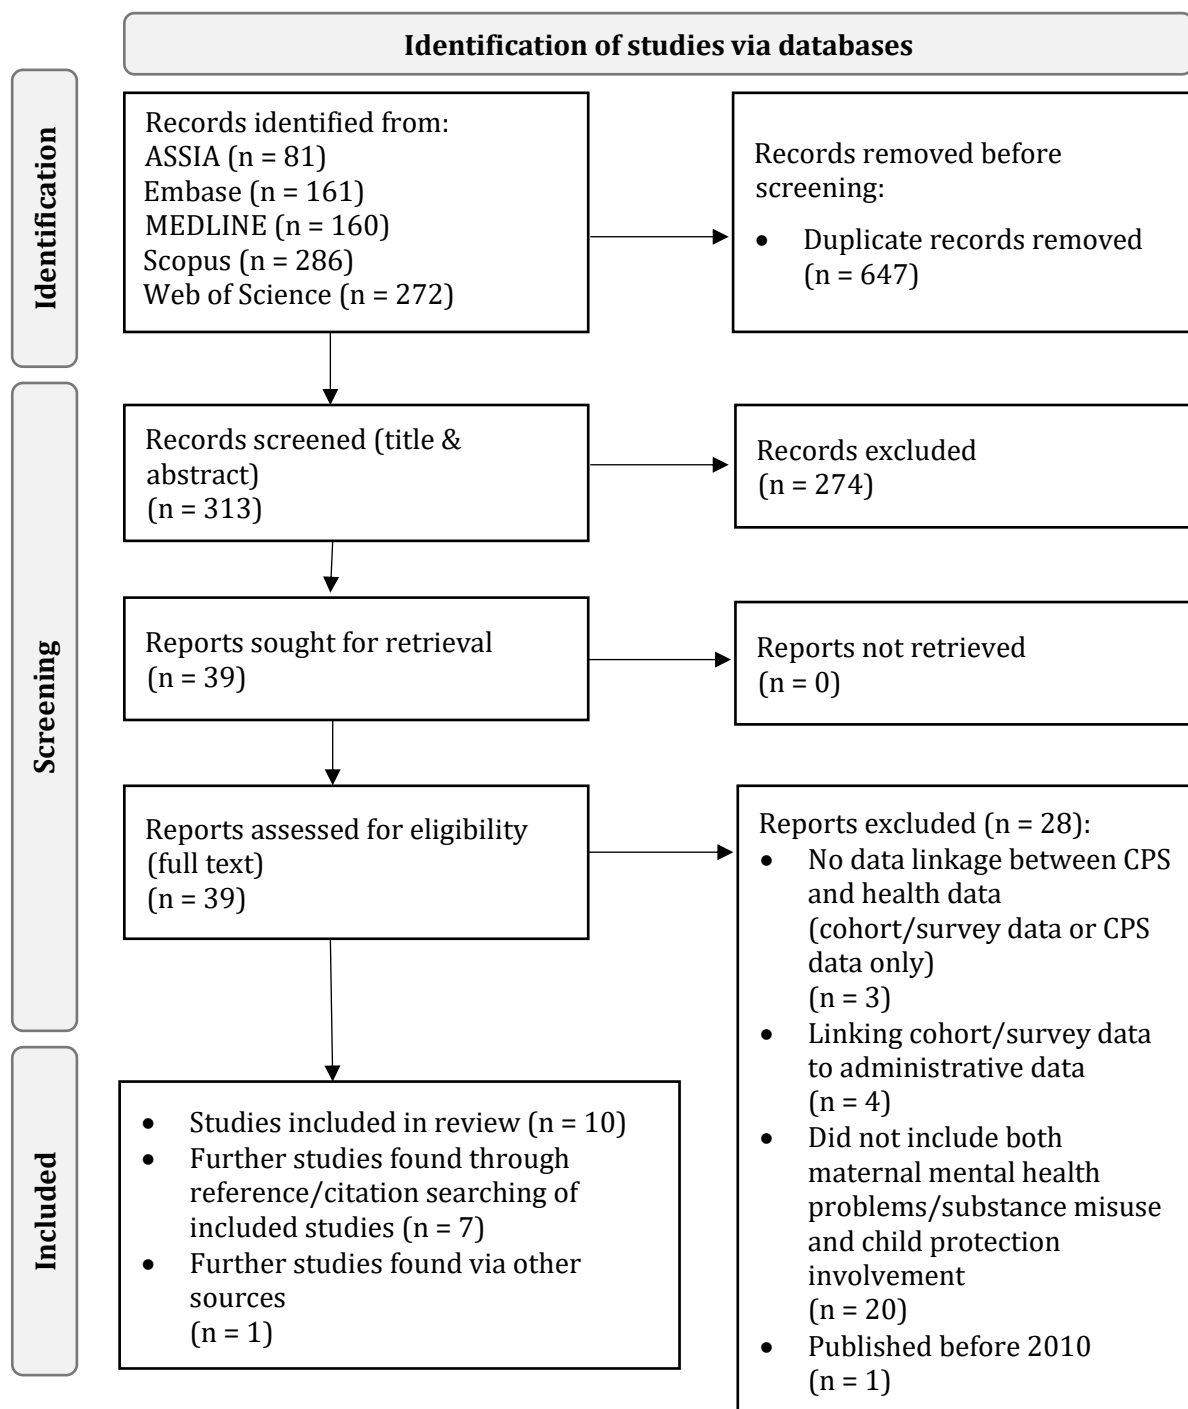 Identification of studies via databases
Identification
Records identified from:
ASSIA (n = 81)
Embase (n = 161)
MEDLINE (n = 160)
Scopus (n = 286)
Web of Science (n = 272)
Records removed before
screening:
• Duplicate records removed
(n = 647)
Screening
Records screened (title &
abstract)
(n = 313)
Records excluded
(n = 274)
Reports sought for retrieval
(n = 39)
Reports not retrieved
(n = 0)
Reports assessed for eligibility
(full text)
(n = 39)
Reports excluded (n = 28):
• No data linkage between CPS
and health data
(cohort/survey data or CPS
data only)
(n = 3)
• Linking cohort/survey data
to administrative data
(n = 4)
• Did not include both
maternal mental health
problems/substance misuse
and child protection
involvement
(n = 20)
• Published before 2010
(n = 1)
Included
• Studies included in review (n = 10)
• Further studies found through
reference/citation searching of
included studies (n = 7)
• Further studies found via other
sources
(n = 1)